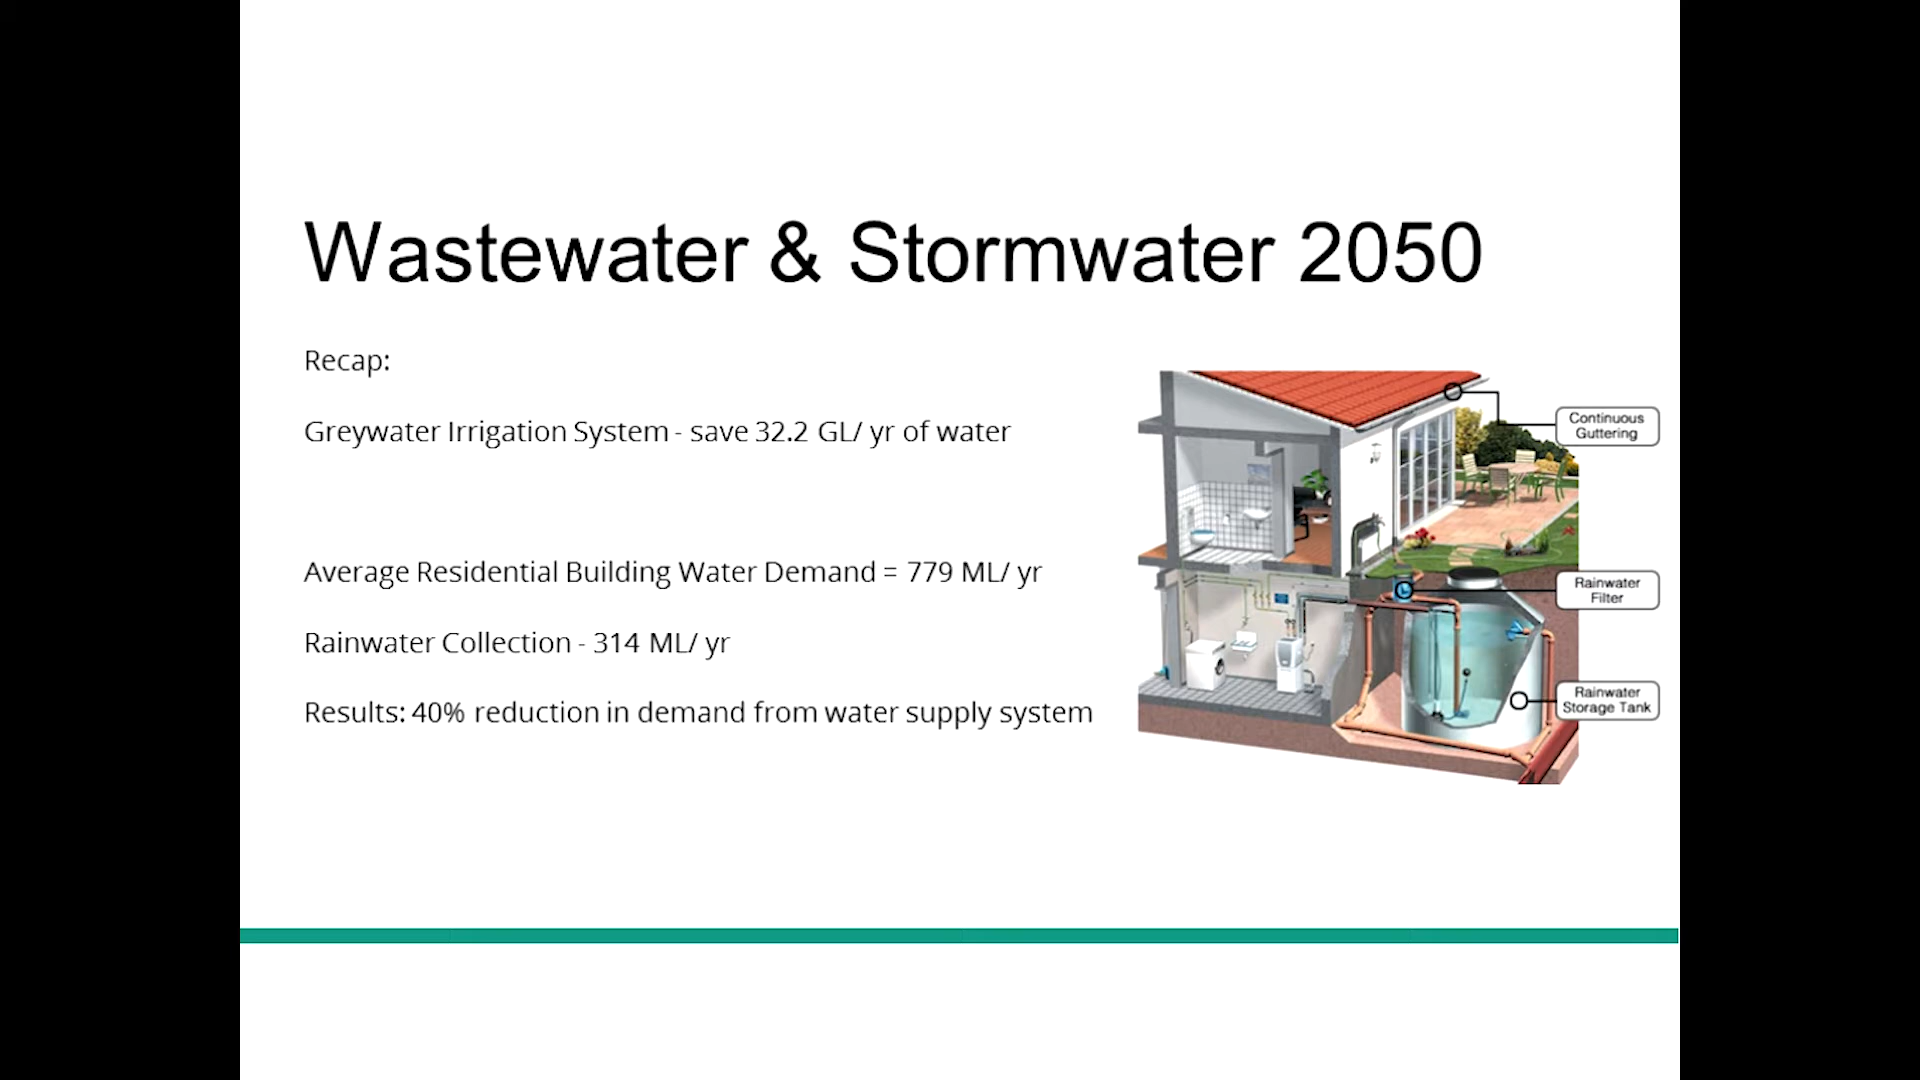 Wastewater & Stormwater 2050
Recap:
Greywater Irrigation System - save 32.2 GL/ yr of water
Average Residential Building Water Demand = 779 ML/ yr
Rainwater Collection - 314 ML/ yr
Results: 40% reduction in demand from water supply system
Continuous
Guttering
Rainwater
Filter
Rainwater
Storage Tank